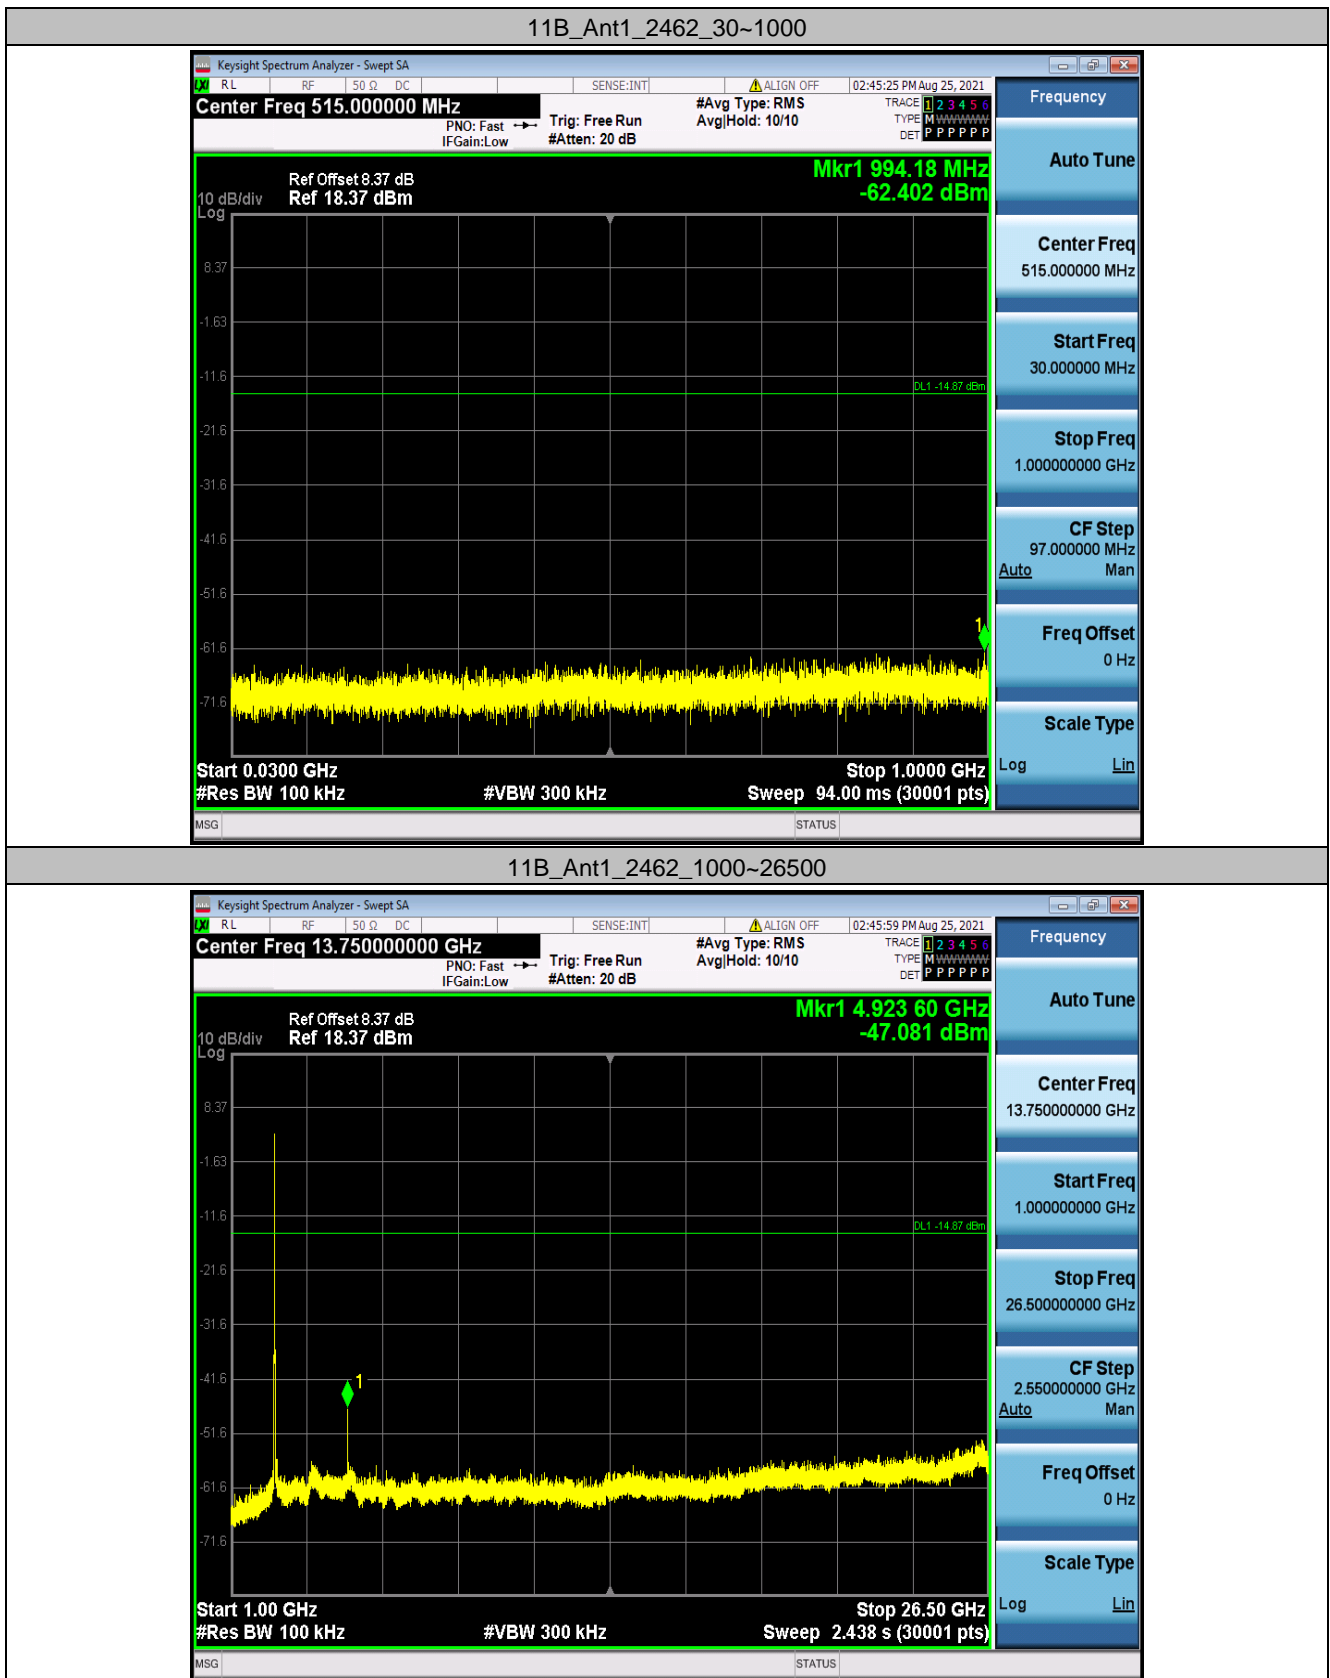 11B_Ant1_2462_30~1000
Keysight Spectrum Analyzer - Swept SA
LXI RL RF 50 Ω DC SENSE:INT ALIGN OFF 02:45:25 PM Aug 25, 2021
Center Freq 515.000000 MHz
PNO: Fast
IFGain:Low
Trig: Free Run
#Atten: 20 dB
#Avg Type: RMS
Avg|Hold: 10/10
TRACE 1 2 3 4 5 6
TYPE M WWWWW
DET P P P P P P
Frequency
Auto Tune
Mkr1 994.18 MHz
-62.402 dBm
Ref Offset 8.37 dB
10 dB/div Ref 18.37 dBm
Log
8.37
-1.63
-11.6
DL1 -14.87 dBm
-21.6
-31.6
-41.6
-51.6
1
-61.6
-71.6
Center Freq
515.000000 MHz
Start Freq
30.000000 MHz
Stop Freq
1.000000000 GHz
CF Step
97.000000 MHz
Auto Man
Freq Offset
0 Hz
Scale Type
Log Lin
Start 0.0300 GHz Stop 1.0000 GHz
#Res BW 100 kHz #VBW 300 kHz Sweep 94.00 ms (30001 pts)
MSG STATUS
11B_Ant1_2462_1000~26500
Keysight Spectrum Analyzer - Swept SA
LXI RL RF 50 Ω DC SENSE:INT ALIGN OFF 02:45:59 PM Aug 25, 2021
Center Freq 13.750000000 GHz
PNO: Fast
IFGain:Low
Trig: Free Run
#Atten: 20 dB
#Avg Type: RMS
Avg|Hold: 10/10
TRACE 1 2 3 4 5 6
TYPE M WWWWW
DET P P P P P P
Frequency
Auto Tune
Mkr1 4.923 60 GHz
-47.081 dBm
Ref Offset 8.37 dB
10 dB/div Ref 18.37 dBm
Log
8.37
-1.63
-11.6
DL1 -14.87 dBm
-21.6
-31.6
-41.6
1
-51.6
-61.6
-71.6
Center Freq
13.750000000 GHz
Start Freq
1.000000000 GHz
Stop Freq
26.500000000 GHz
CF Step
2.550000000 GHz
Auto Man
Freq Offset
0 Hz
Scale Type
Log Lin
Start 1.00 GHz Stop 26.50 GHz
#Res BW 100 kHz #VBW 300 kHz Sweep 2.438 s (30001 pts)
MSG STATUS